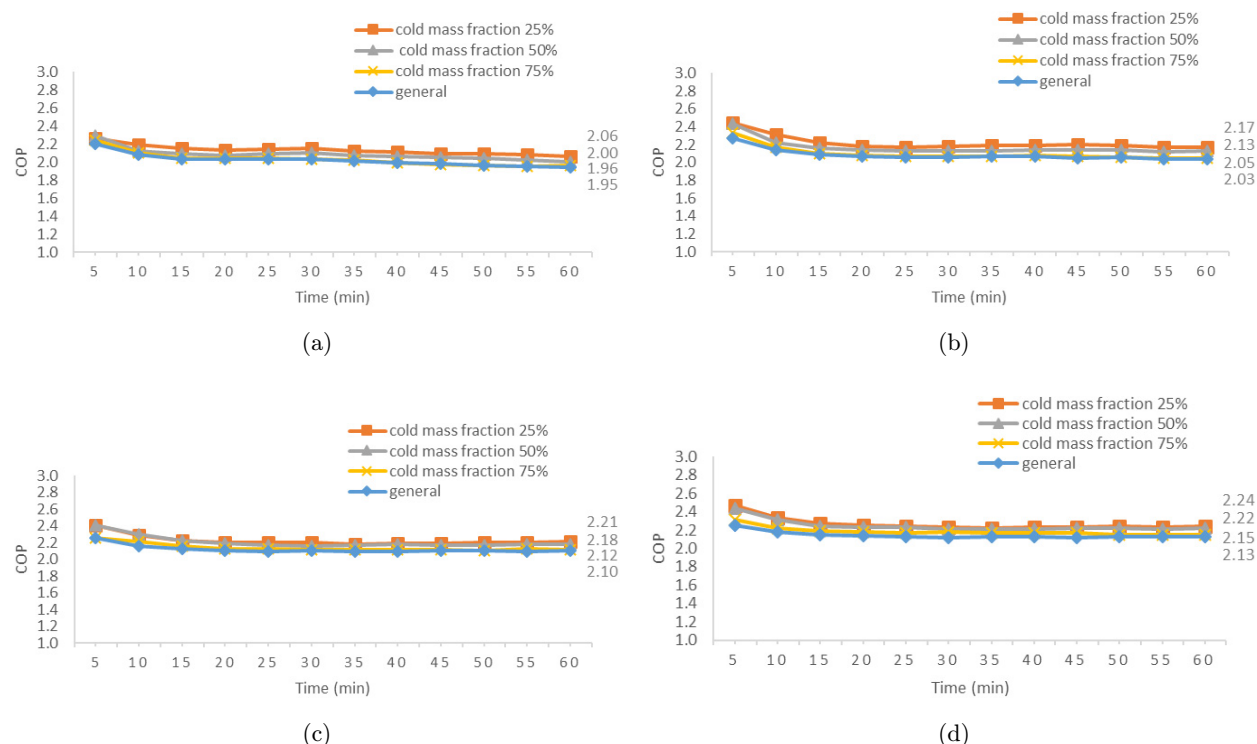 cold mass fraction 25%
cold mass fraction 50%
cold mass fraction 75%
general
3.0
2.8
2.6
2.4
2.2
2.0
1.8
1.6
1.4
1.2
1.0
COP
2.06
2.00
1.96
1.95
5 10 15 20 25 30 35 40 45 50 55 60
Time (min)
(a)
cold mass fraction 25%
cold mass fraction 50%
cold mass fraction 75%
general
3.0
2.8
2.6
2.4
2.2
2.0
1.8
1.6
1.4
1.2
1.0
COP
2.17
2.13
2.05
2.03
5 10 15 20 25 30 35 40 45 50 55 60
Time (min)
(b)
cold mass fraction 25%
cold mass fraction 50%
cold mass fraction 75%
general
3.0
2.8
2.6
2.4
2.2
2.0
1.8
1.6
1.4
1.2
1.0
COP
2.21
2.18
2.12
2.10
5 10 15 20 25 30 35 40 45 50 55 60
Time (min)
(c)
cold mass fraction 25%
cold mass fraction 50%
cold mass fraction 75%
general
3.0
2.8
2.6
2.4
2.2
2.0
1.8
1.6
1.4
1.2
1.0
COP
2.24
2.22
2.15
2.13
5 10 15 20 25 30 35 40 45 50 55 60
Time (min)
(d)